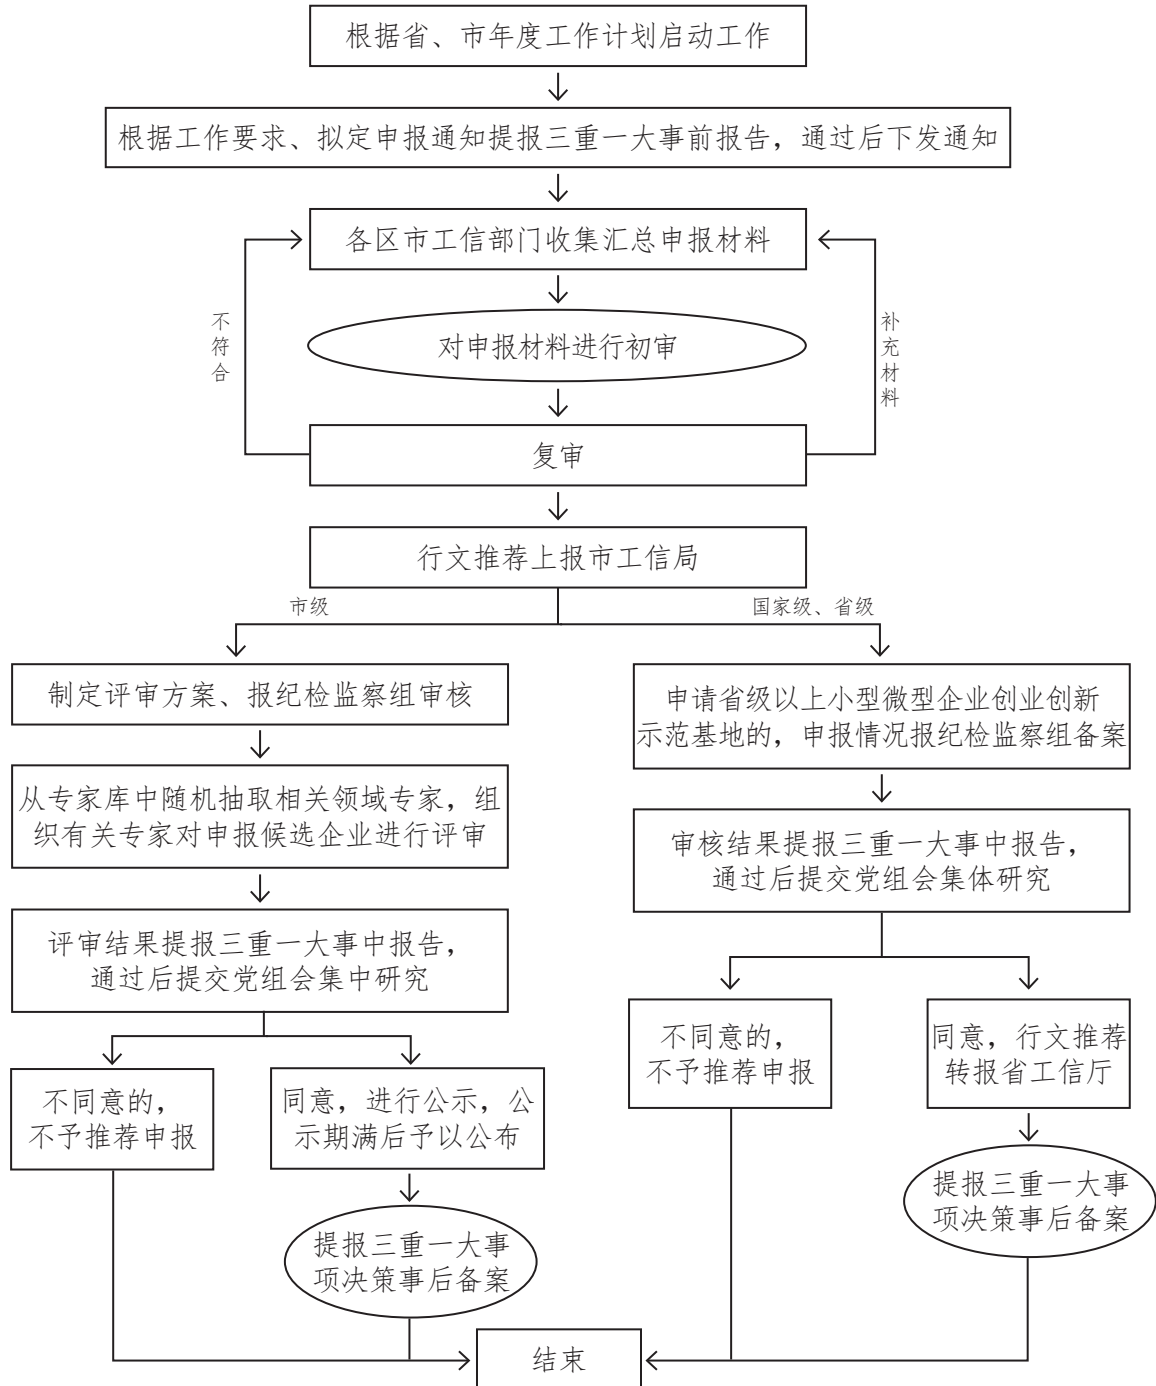 根据省、市年度工作计划启动工作
根据工作要求、拟定申报通知提报三重一大事前报告，通过后下发通知
各区市工信部门收集汇总申报材料
不符合
对申报材料进行初审
补充材料
复审
行文推荐上报市工信局
市级
国家级、省级
制定评审方案、报纪检监察组审核
从专家库中随机抽取相关领域专家，组
织有关专家对申报候选企业进行评审
评审结果提报三重一大事中报告，
通过后提交党组会集中研究
不同意的，
不予推荐申报
同意，进行公示，公
示期满后予以公布
提报三重一大事
项决策事后备案
申请省级以上小型微型企业创业创新
示范基地的，申报情况报纪检监察组备案
审核结果提报三重一大事中报告，
通过后提交党组会集体研究
不同意的，
不予推荐申报
同意，行文推荐
转报省工信厅
提报三重一大事
项决策事后备案
结束